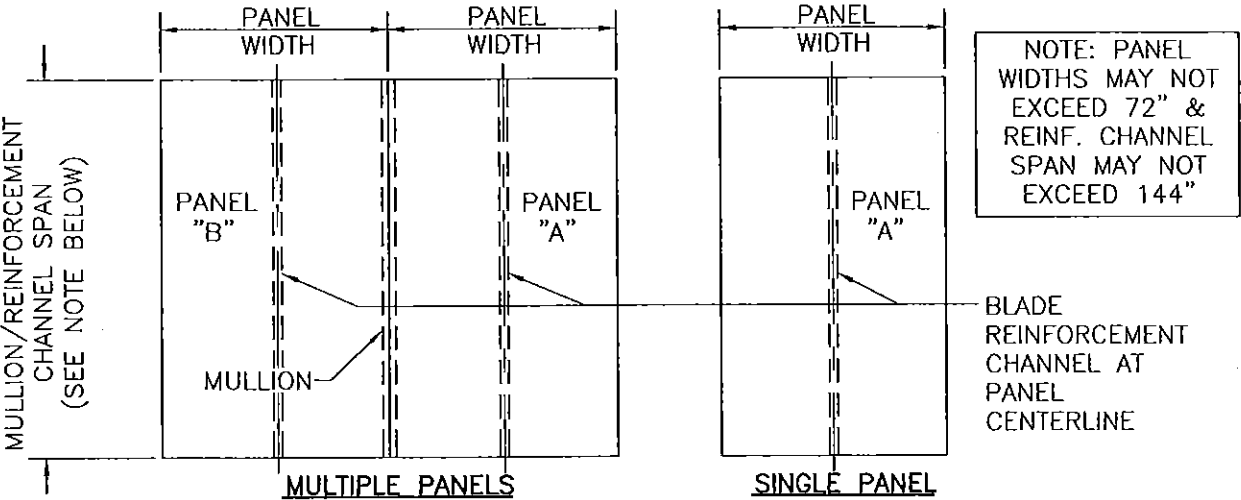 PANEL
WIDTH
PANEL
WIDTH
PANEL
WIDTH
NOTE: PANEL
WIDTHS MAY NOT
EXCEED 72" &
REINF. CHANNEL
SPAN MAY NOT
EXCEED 144"
MULLION/REINFORCEMENT
CHANNEL SPAN
(SEE NOTE BELOW)
PANEL
"B"
PANEL
"A"
PANEL
"A"
MULLION
BLADE
REINFORCEMENT
CHANNEL AT
PANEL
CENTERLINE
MULTIPLE PANELS
SINGLE PANEL